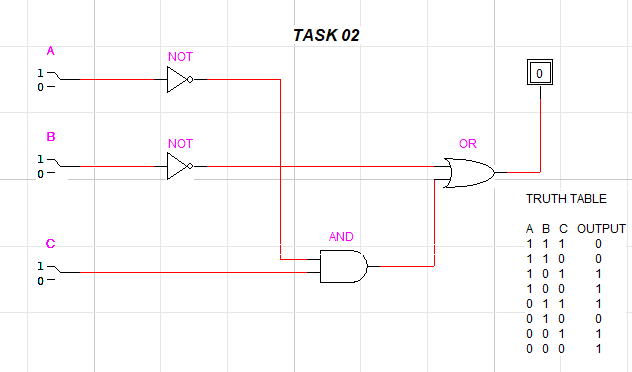 TASK 02
A
NOT
1
0
0
B
NOT
OR
1
0
TRUTH TABLE
A B C OUTPUT
1 1 1 0
1 1 0 0
1 0 1 1
1 0 0 1
0 1 1 1
0 1 0 0
0 0 1 1
0 0 0 1
AND
C
1
0